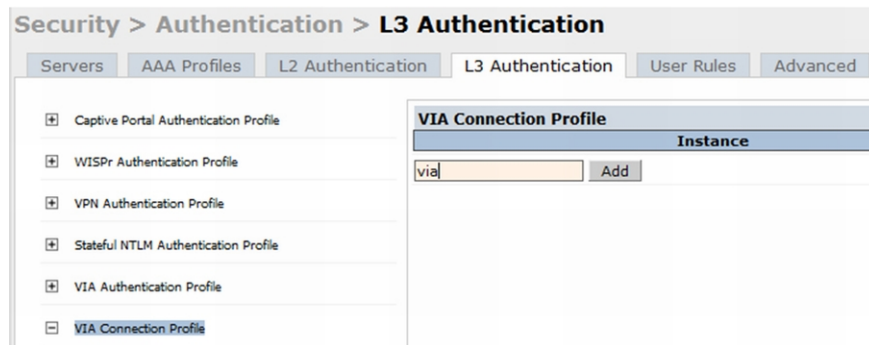 Security > Authentication > L3 Authentication
Servers AAA Profiles L2 Authentication L3 Authentication User Rules Advanced
Captive Portal Authentication Profile
WISPr Authentication Profile
VPN Authentication Profile
Stateful NTLM Authentication Profile
VIA Authentication Profile
VIA Connection Profile
VIA Connection Profile
Instance
via Add